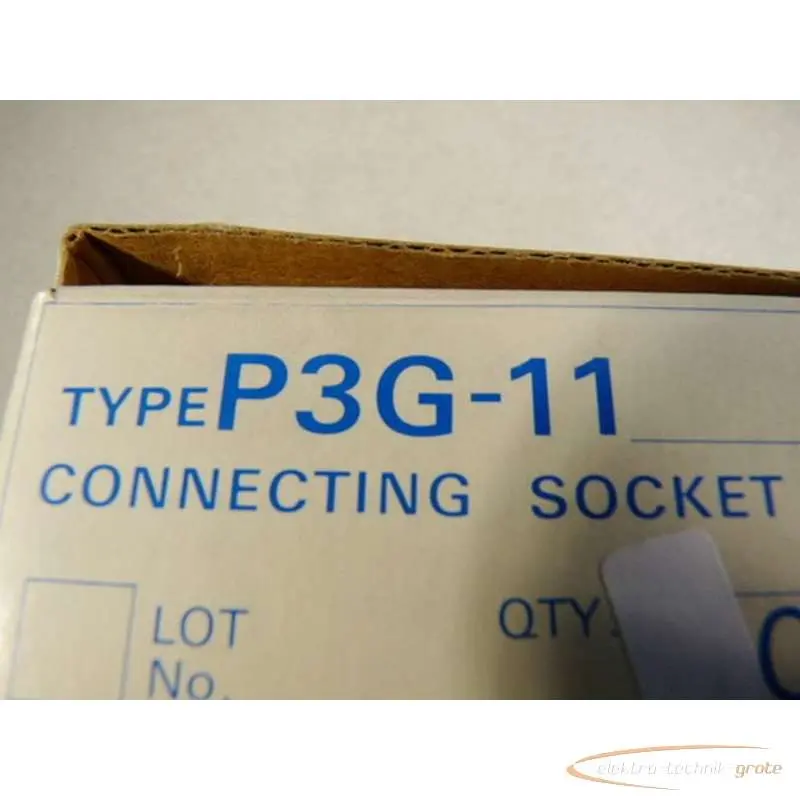 TYPE P3G-11
CONNECTING SOCKET
LOT QTY
No.
elektro-technik-grote